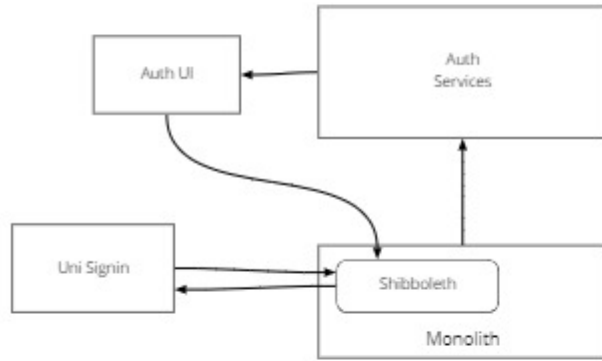 Auth UI
Auth
Services
Uni Signin
Shibboleth
Monolith